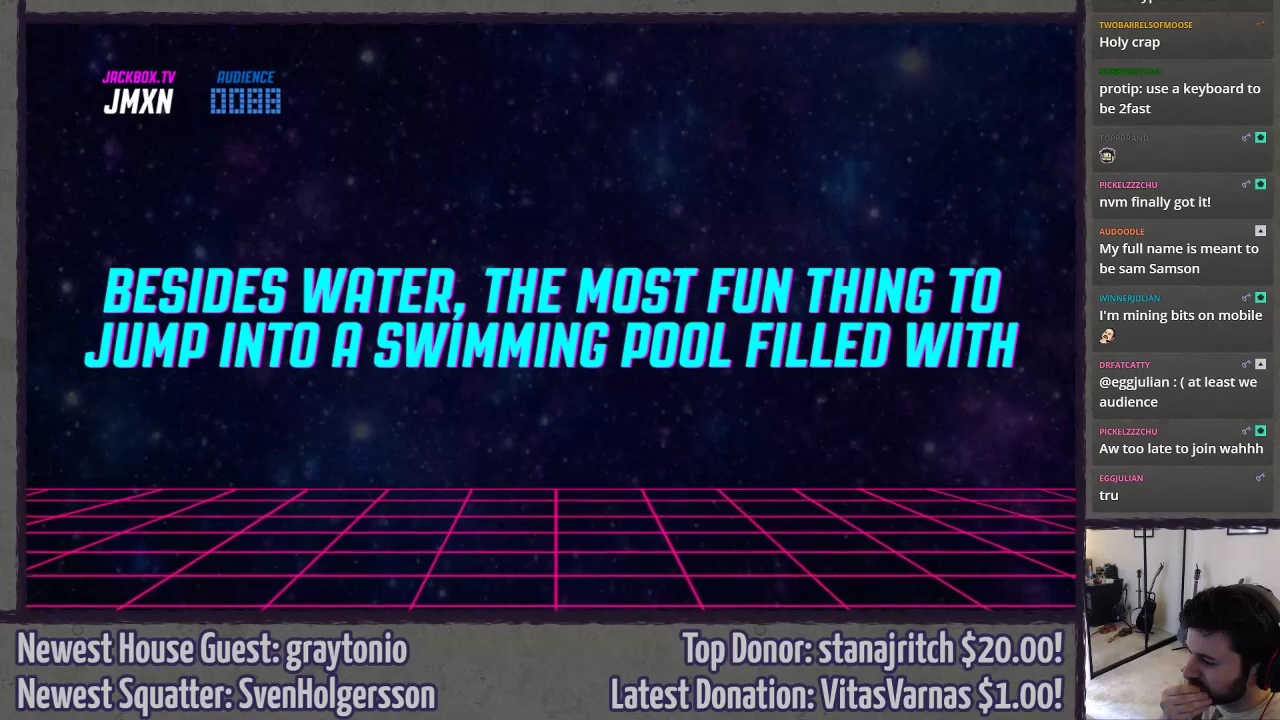 JACKBOX.TV
JMXN
AUDIENCE
0088
BESIDES WATER, THE MOST FUN THING TO
JUMP INTO A SWIMMING POOL FILLED WITH
TWOBARRELSOFMOOSE
Holy crap
protip: use a keyboard to
be 2fast
TOPPBRAND
PICKELZZZCHU
nvm finally got it!
AUDOODLE
My full name is meant to
be sam Samson
WINNERJULIAN
I'm mining bits on mobile
DRFATCATTY
@eggjulian : ( at least we
audience
PICKELZZZCHU
Aw too late to join wahhh
EGGJULIAN
tru
Newest House Guest: graytonio
Newest Squatter: SvenHolgersson
Top Donor: stanajritch $20.00!
Latest Donation: VitasVarnas $1.00!